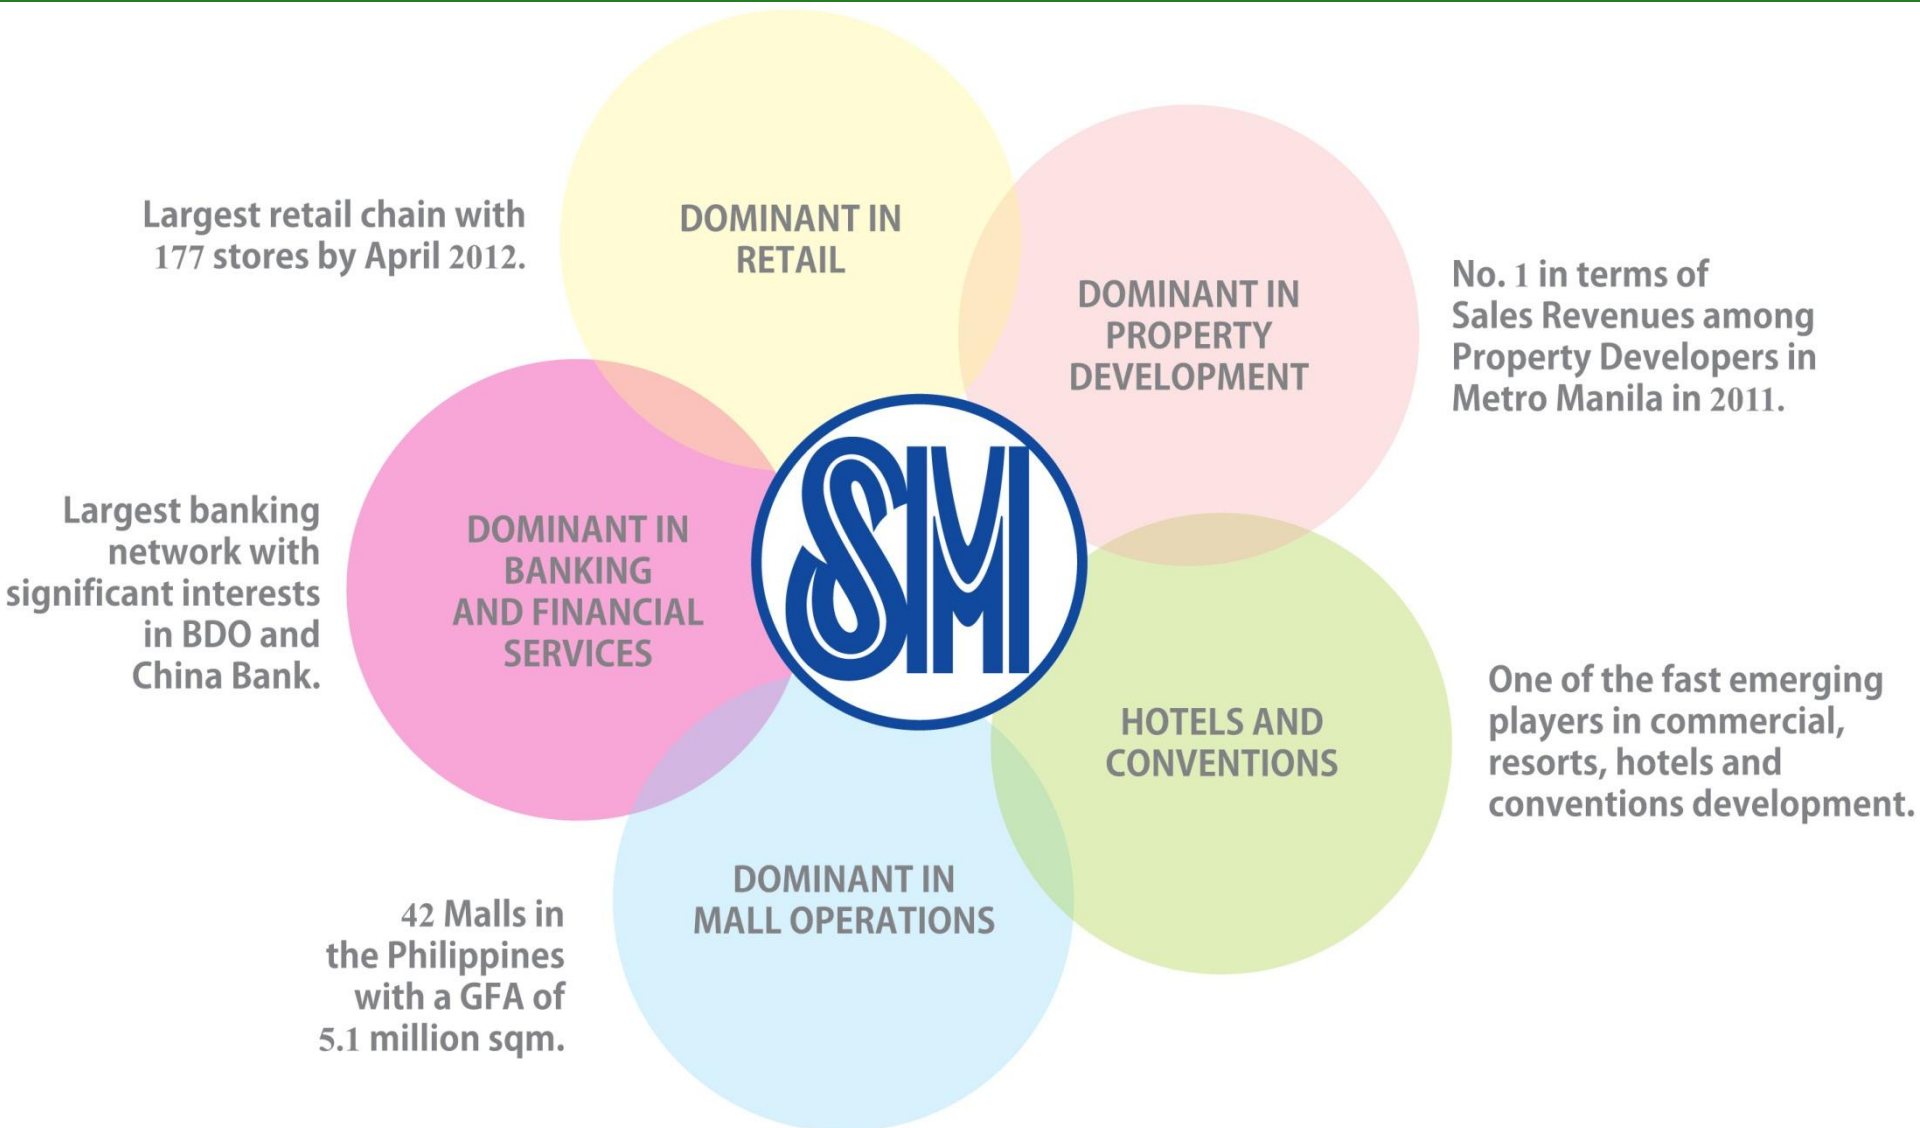 DOMINANT IN
RETAIL
Largest retail chain with
177 stores by April 2012.
DOMINANT IN
PROPERTY
DEVELOPMENT
No. 1 in terms of
Sales Revenues among
Property Developers in
Metro Manila in 2011.
SM
Largest banking
network with
significant interests
in BDO and
China Bank.
DOMINANT IN
BANKING
AND FINANCIAL
SERVICES
HOTELS AND
CONVENTIONS
One of the fast emerging
players in commercial,
resorts, hotels and
conventions development.
42 Malls in
the Philippines
with a GFA of
5.1 million sqm.
DOMINANT IN
MALL OPERATIONS